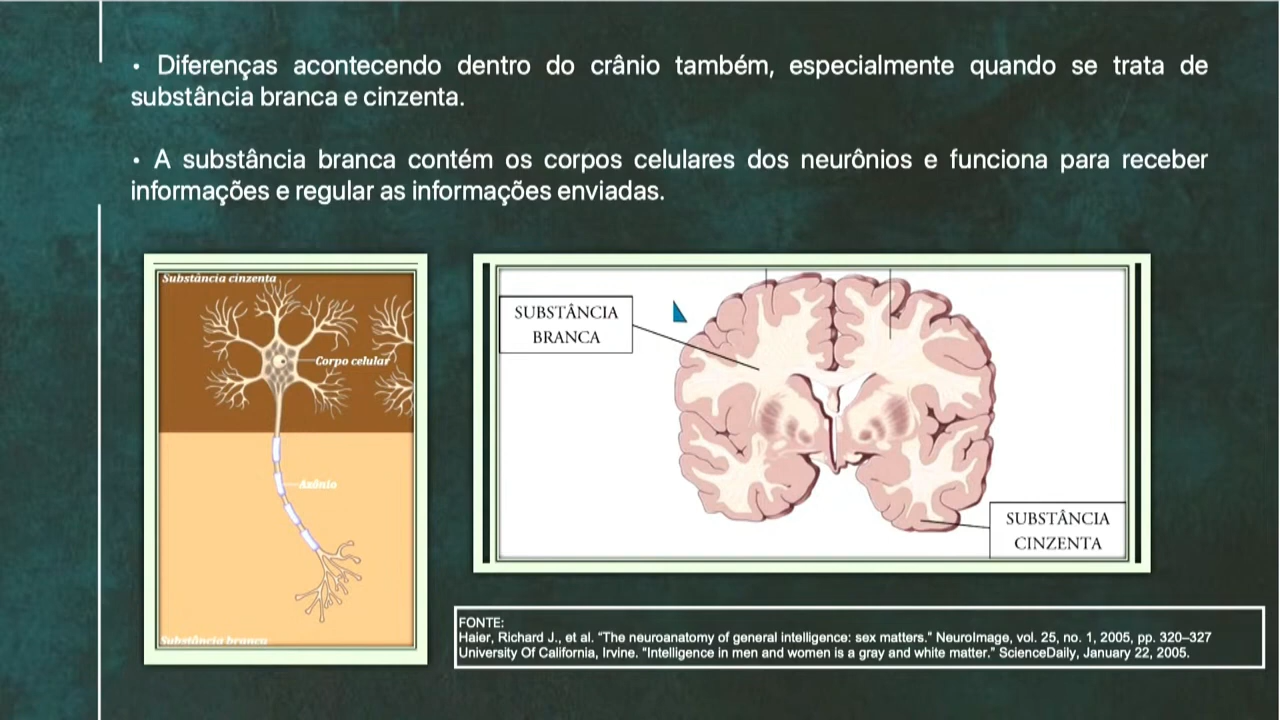 • Diferenças acontecendo dentro do crânio também, especialmente quando se trata de
substância branca e cinzenta.
• A substância branca contém os corpos celulares dos neurônios e funciona para receber
informações e regular as informações enviadas.
Substância cinzenta
Corpo celular
Axônio
Substância branca
SUBSTÂNCIA
BRANCA
SUBSTÂNCIA
CINZENTA
FONTE:
Haier, Richard J., et al. “The neuroanatomy of general intelligence: sex matters.” NeuroImage, vol. 25, no. 1, 2005, pp. 320–327
University Of California, Irvine. "Intelligence in men and women is a gray and white matter." ScienceDaily, January 22, 2005.